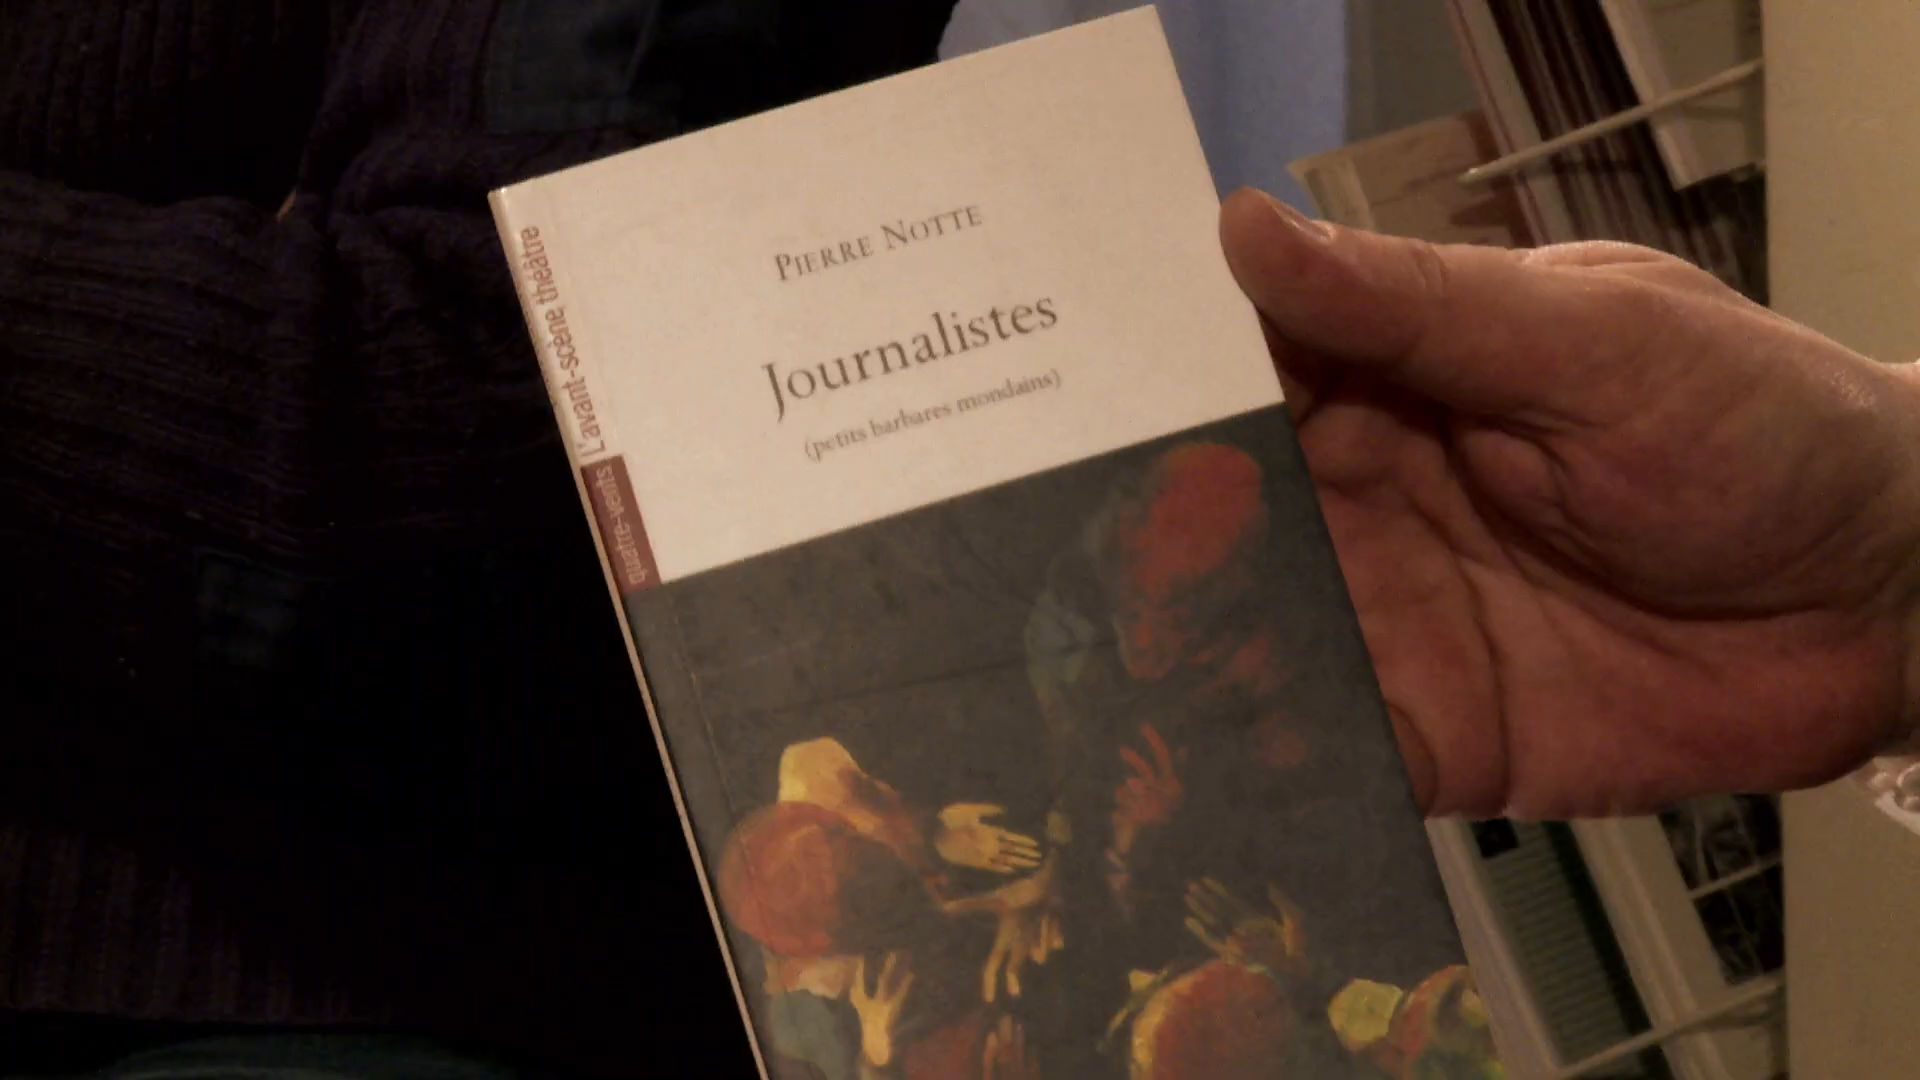 PIERRE NOTTE
Journalistes
(petits barbares mondains)
L'avant-scène théâtre
quatre-vents